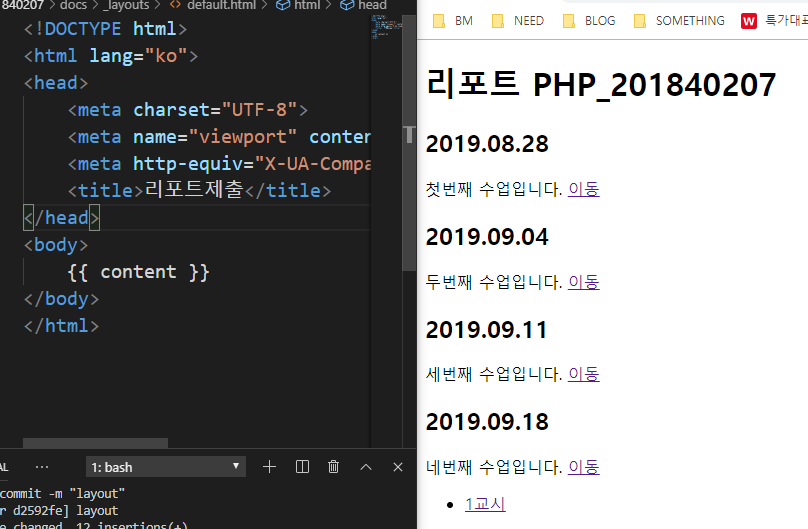 840207 > docs > _layouts > default.html > html > head
<!DOCTYPE html>
<html lang="ko">
<head>
<meta charset="UTF-8">
<meta name="viewport" conten
<meta http-equiv="X-UA-Compa
<title>리포트제출</title>
</head>
<body>
{{ content }}
</body>
</html>
AL ... 1: bash
commit -m "layout"
r d2592fe] layout
e changed, 12 insertions(+)
BM NEED BLOG SOMETHING W 특가대표
리포트 PHP_201840207
2019.08.28
첫번째 수업입니다. 이동
2019.09.04
두번째 수업입니다. 이동
2019.09.11
세번째 수업입니다. 이동
2019.09.18
네번째 수업입니다. 이동
• 1교시